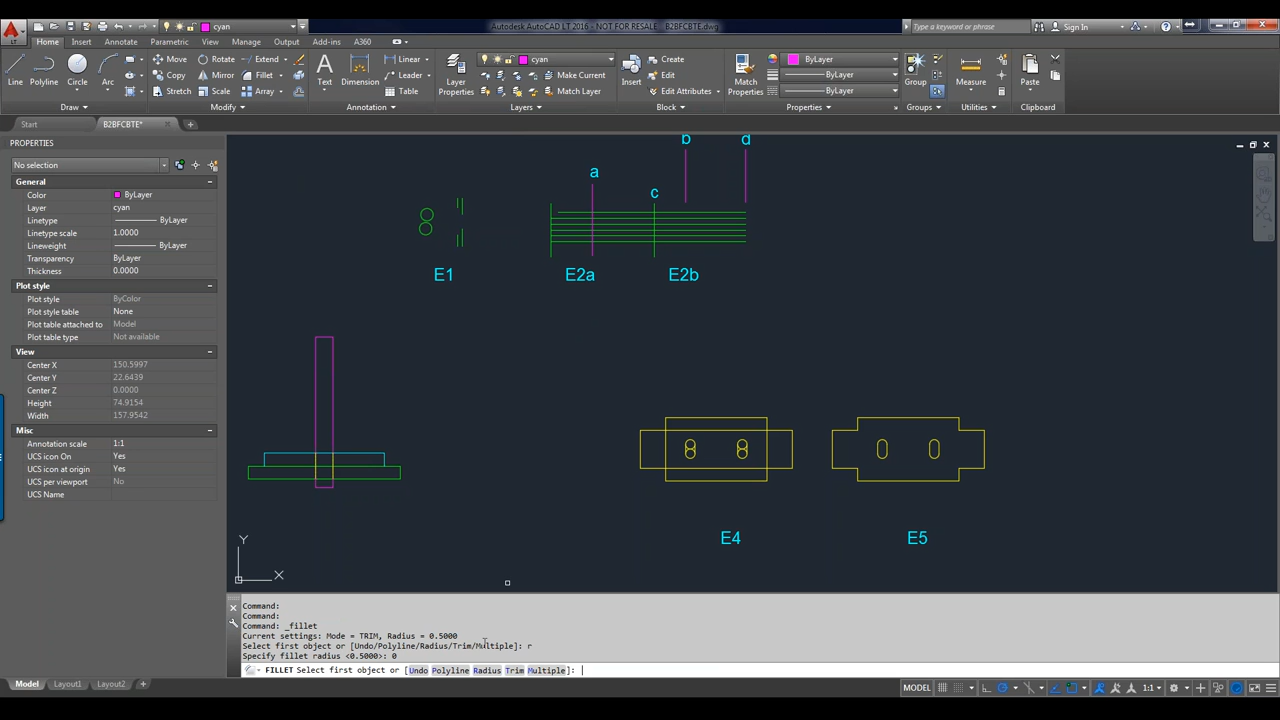 cyan
Autodesk AutoCAD LT 2016 - NOT FOR RESALE B2BFCBTE.dwg
Type a keyword or phrase
Sign In
LT
Home Insert Annotate Parametric View Manage Output Add-ins A360
Line Polyline Circle Arc
Move Rotate Extend
Copy Mirror Fillet
Stretch Scale Array
Text Dimension
Linear
Leader
Table
Layer Properties
cyan
Make Current
Match Layer
Insert
Create
Edit
Edit Attributes
Match Properties
ByLayer
ByLayer
ByLayer
Group
Measure
Paste
Draw Modify Annotation Layers Block Properties Groups Utilities Clipboard
Start B2BFCBTE*
PROPERTIES
No selection
General
Color ByLayer
Layer cyan
Linetype ByLayer
Linetype scale 1.0000
Lineweight ByLayer
Transparency ByLayer
Thickness 0.0000
Plot style
Plot style ByColor
Plot style table None
Plot table attached to Model
Plot table type Not available
View
Center X 150.5997
Center Y 22.6439
Center Z 0.0000
Height 74.9154
Width 157.9542
Misc
Annotation scale 1:1
UCS icon On Yes
UCS icon at origin Yes
UCS per viewport No
UCS Name
b d
a
c
E1 E2a E2b
E4 E5
Y
X
Command:
Command:
Command: _fillet
Current settings: Mode = TRIM, Radius = 0.5000
Select first object or [Undo/Polyline/Radius/Trim/Multiple]: r
Specify fillet radius <0.5000>: 0
FILLET Select first object or [Undo Polyline Radius Trim Multiple]:
Model Layout1 Layout2
MODEL 1:1